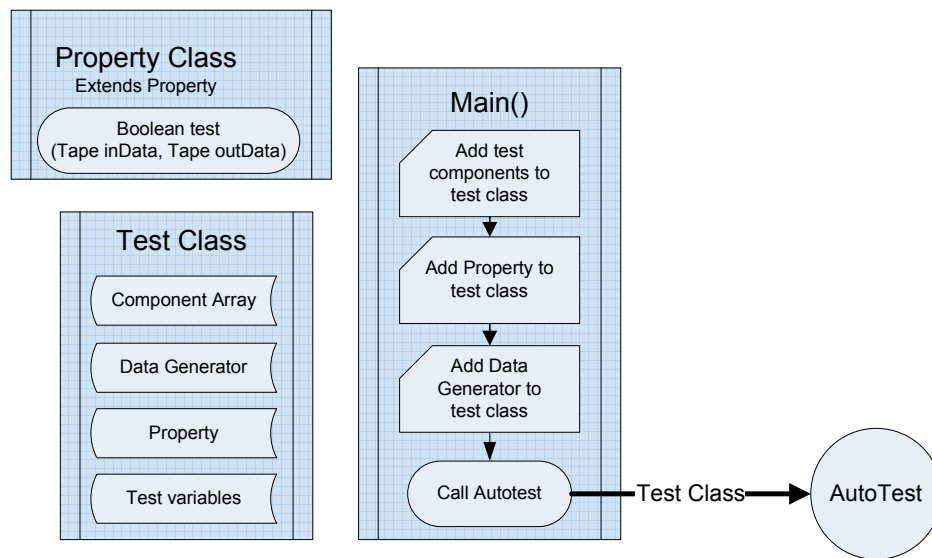 Property Class
Extends Property
Boolean test
(Tape inData, Tape outData)
Test Class
Component Array
Data Generator
Property
Test variables
Main()
Add test
components to
test class
Add Property to
test class
Add Data
Generator to
test class
Call Autotest
Test Class
AutoTest